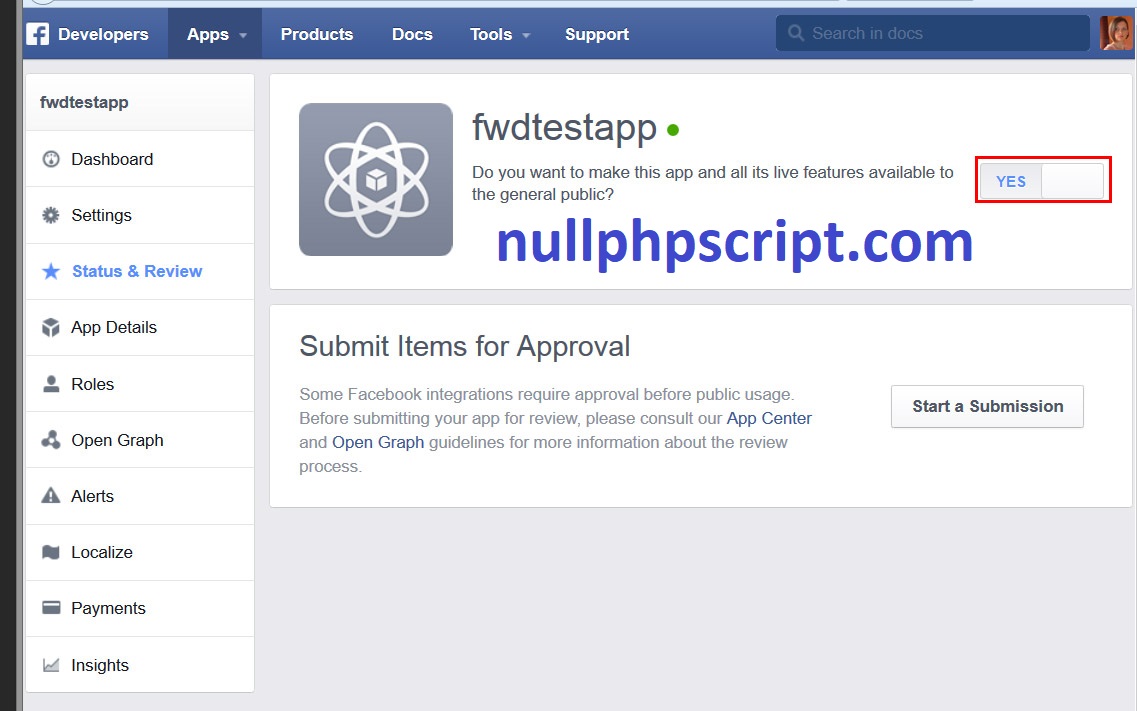 Developers Apps Products Docs Tools Support Search in docs
fwdtestapp
Dashboard
Settings
Status & Review
App Details
Roles
Open Graph
Alerts
Localize
Payments
Insights
fwdtestapp
Do you want to make this app and all its live features available to
the general public?
YES
nullphpscript.com
Submit Items for Approval
Some Facebook integrations require approval before public usage.
Before submitting your app for review, please consult our App Center
and Open Graph guidelines for more information about the review
process.
Start a Submission